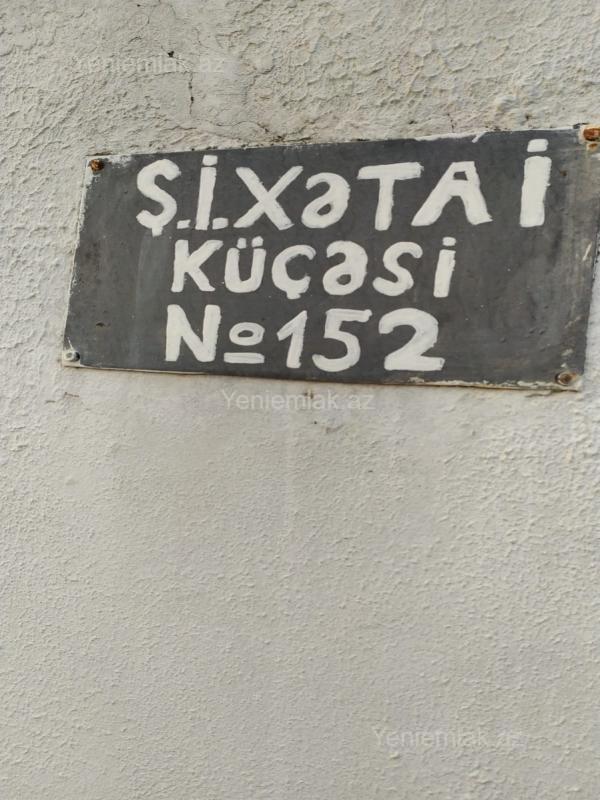 Yeniemlak.az
Ş.İ.XƏTAİ
KÜÇƏSİ
№152
Yeniemlak.az
Yeniemlak.az